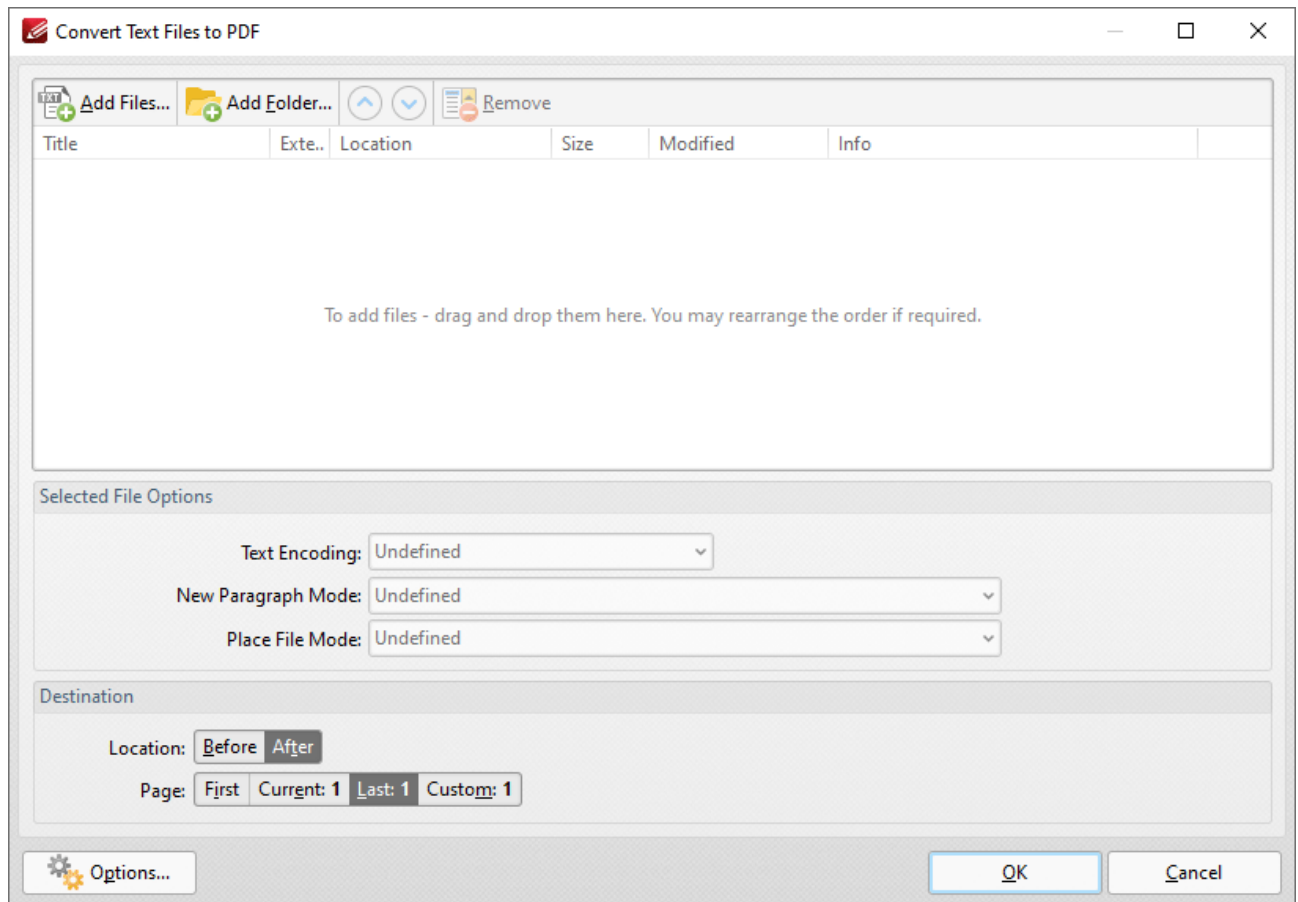 Convert Text Files to PDF
TXT Add Files... Add Folder... Remove
Title Exte.. Location Size Modified Info
To add files - drag and drop them here. You may rearrange the order if required.
Selected File Options
Text Encoding: Undefined
New Paragraph Mode: Undefined
Place File Mode: Undefined
Destination
Location: Before After
Page: First Current: 1 Last: 1 Custom: 1
Options... OK Cancel